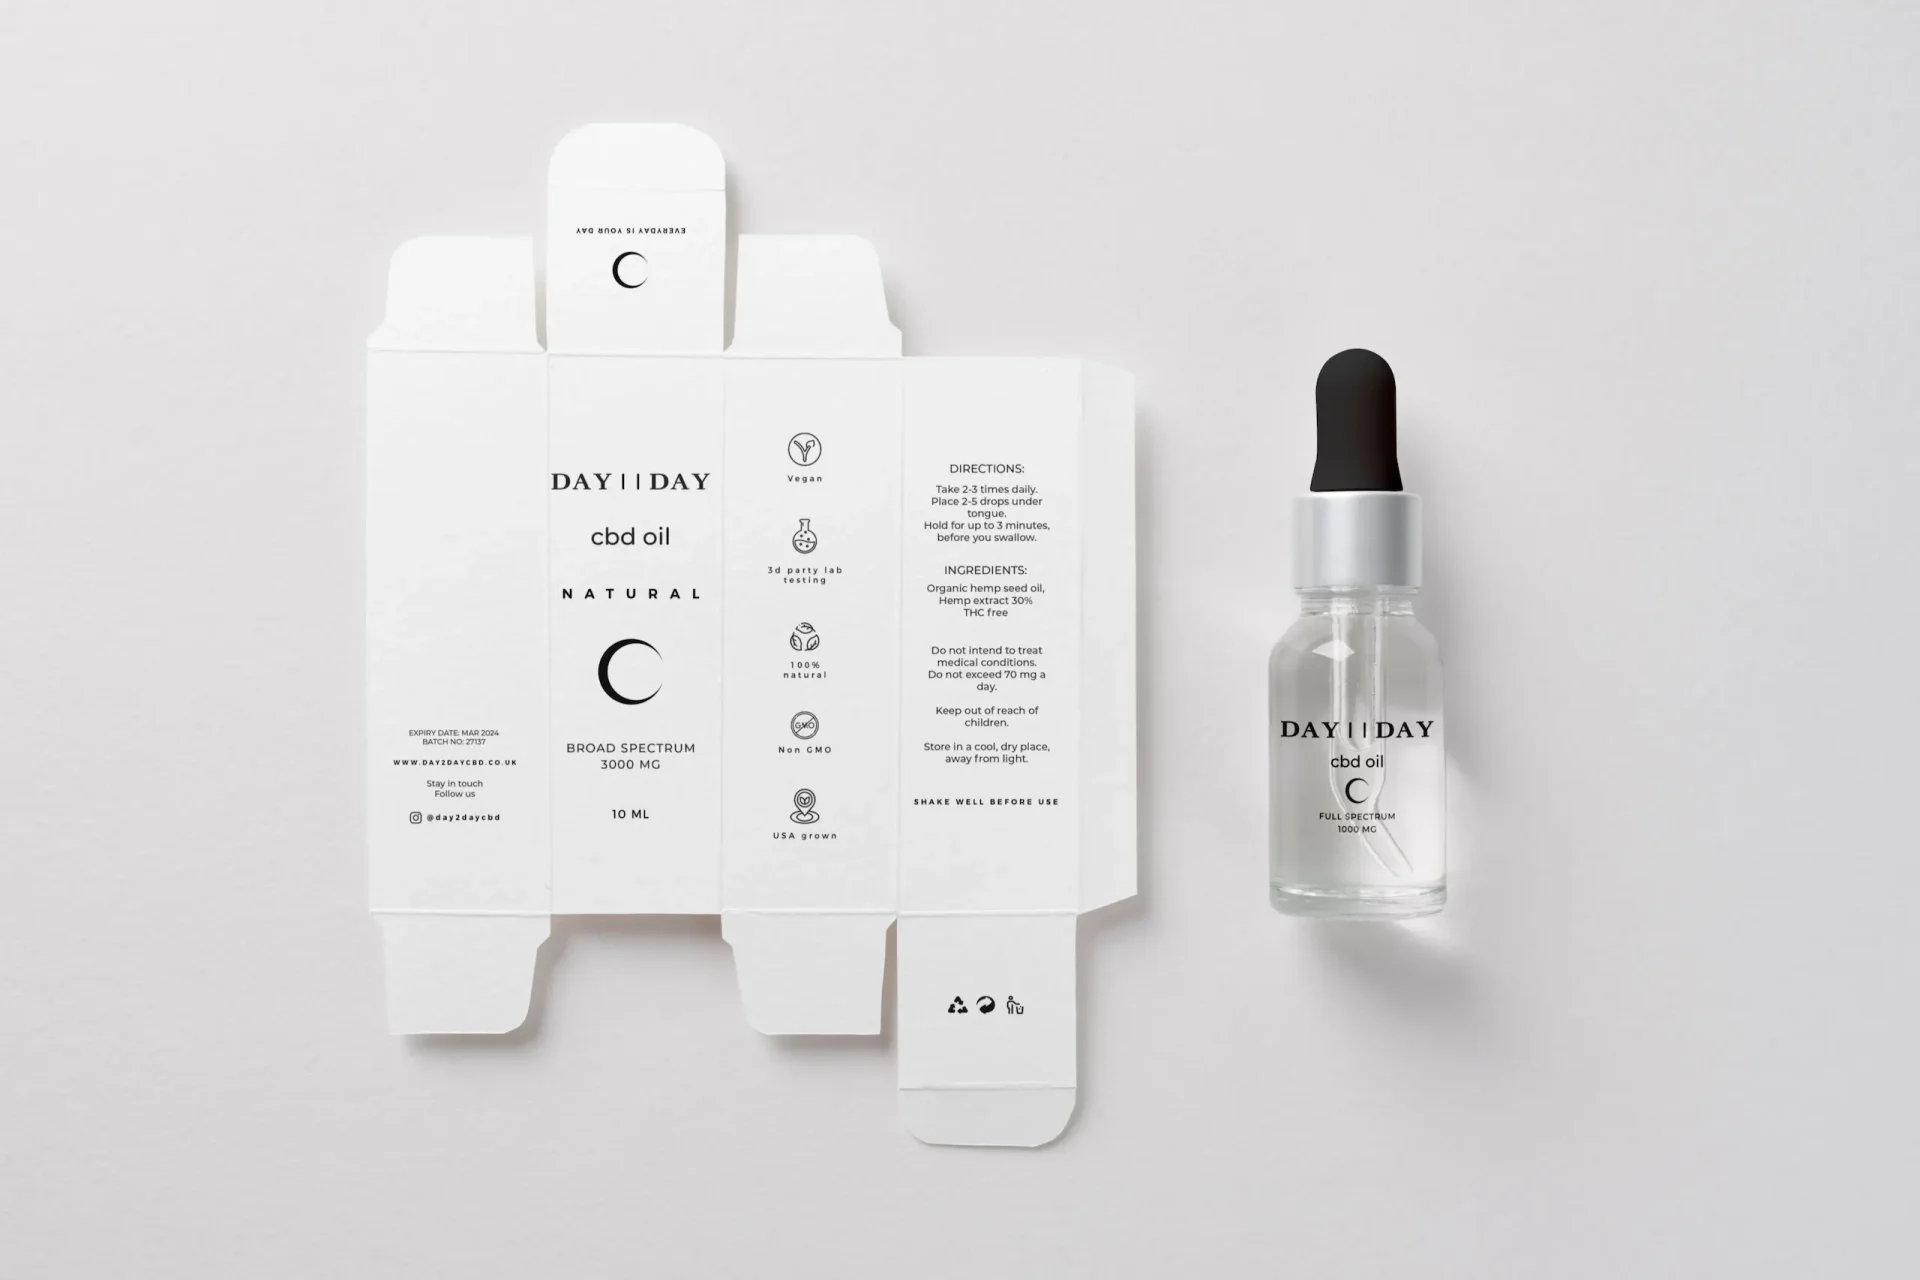 EVERYDAY IS YOUR DAY
EXPIRY DATE: MAR 2024
BATCH NO: 27137
WWW.DAY2DAYCBD.CO.UK
Stay in touch
Follow us
@day2daycbd
DAY || DAY
cbd oil
NATURAL
BROAD SPECTRUM
3000 MG
10 ML
Vegan
3d party lab
testing
100%
natural
GMO
Non GMO
USA grown
DIRECTIONS:
Take 2-3 times daily.
Place 2-5 drops under
tongue.
Hold for up to 3 minutes,
before you swallow.
INGREDIENTS:
Organic hemp seed oil,
Hemp extract 30%
THC free
Do not intend to treat
medical conditions.
Do not exceed 70 mg a
day.
Keep out of reach of
children.
Store in a cool, dry place,
away from light.
SHAKE WELL BEFORE USE
DAY || DAY
cbd oil
FULL SPECTRUM
1000 MG